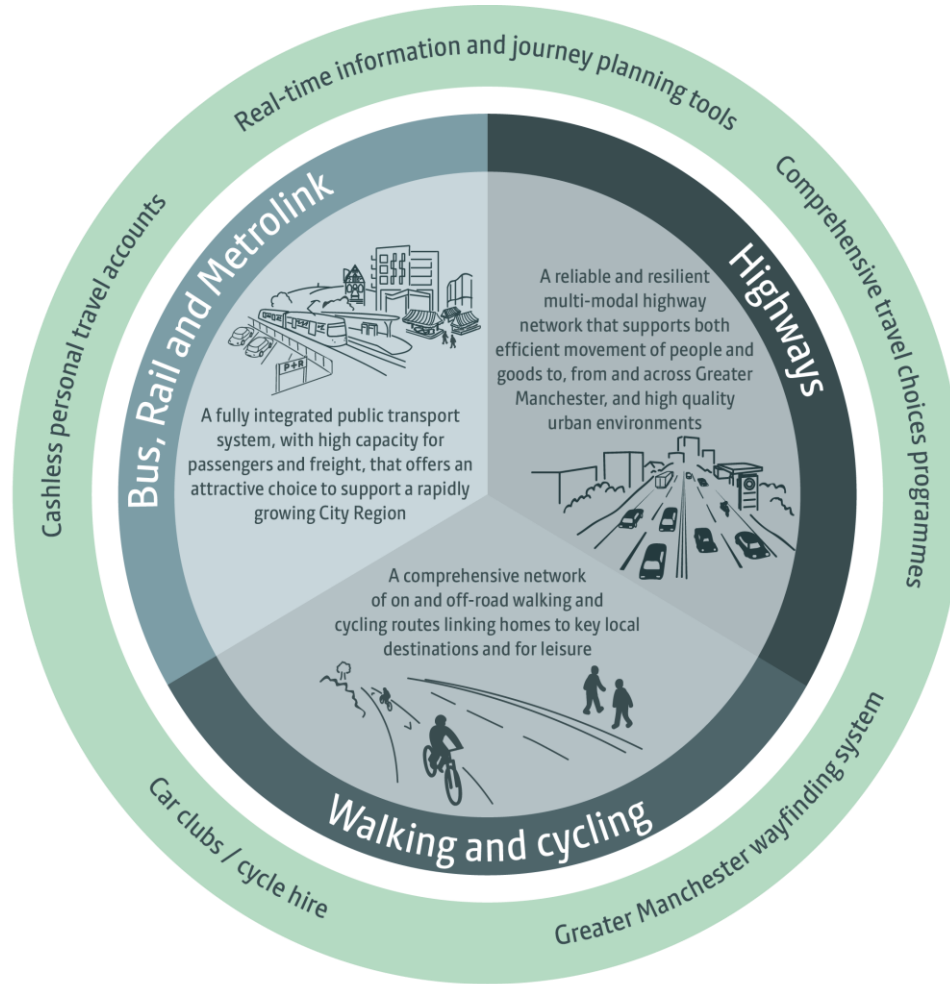 Real-time information and journey planning tools
Comprehensive travel choices programmes
Greater Manchester wayfinding system
Car clubs / cycle hire
Cashless personal travel accounts
Bus, Rail and Metrolink
P+R
A fully integrated public transport
system, with high capacity for
passengers and freight, that offers an
attractive choice to support a rapidly
growing City Region
Highways
A reliable and resilient
multi-modal highway
network that supports both
efficient movement of people and
goods to, from and across Greater
Manchester, and high quality
urban environments
A comprehensive network
of on and off-road walking and
cycling routes linking homes to key local
destinations and for leisure
Walking and cycling